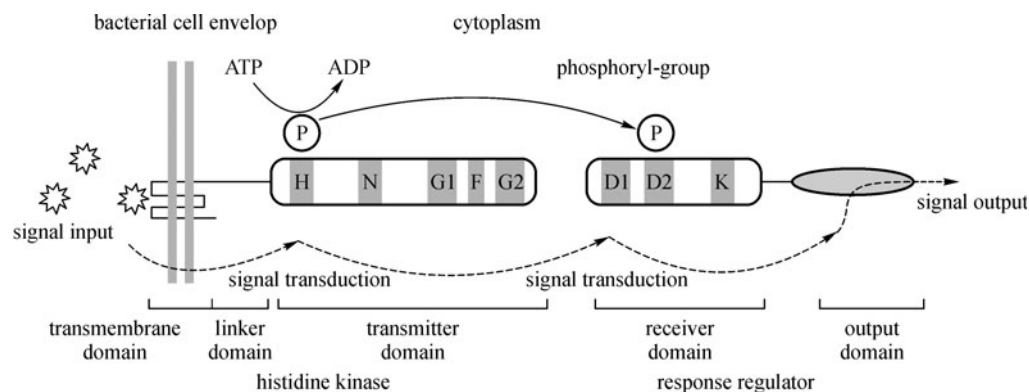 bacterial cell envelop
cytoplasm
ATP
ADP
phosphoryl-group
P
P
H
N
G1
F
G2
D1
D2
K
signal input
signal output
signal transduction
signal transduction
transmembrane
domain
linker
domain
transmitter
domain
receiver
domain
output
domain
histidine kinase
response regulator